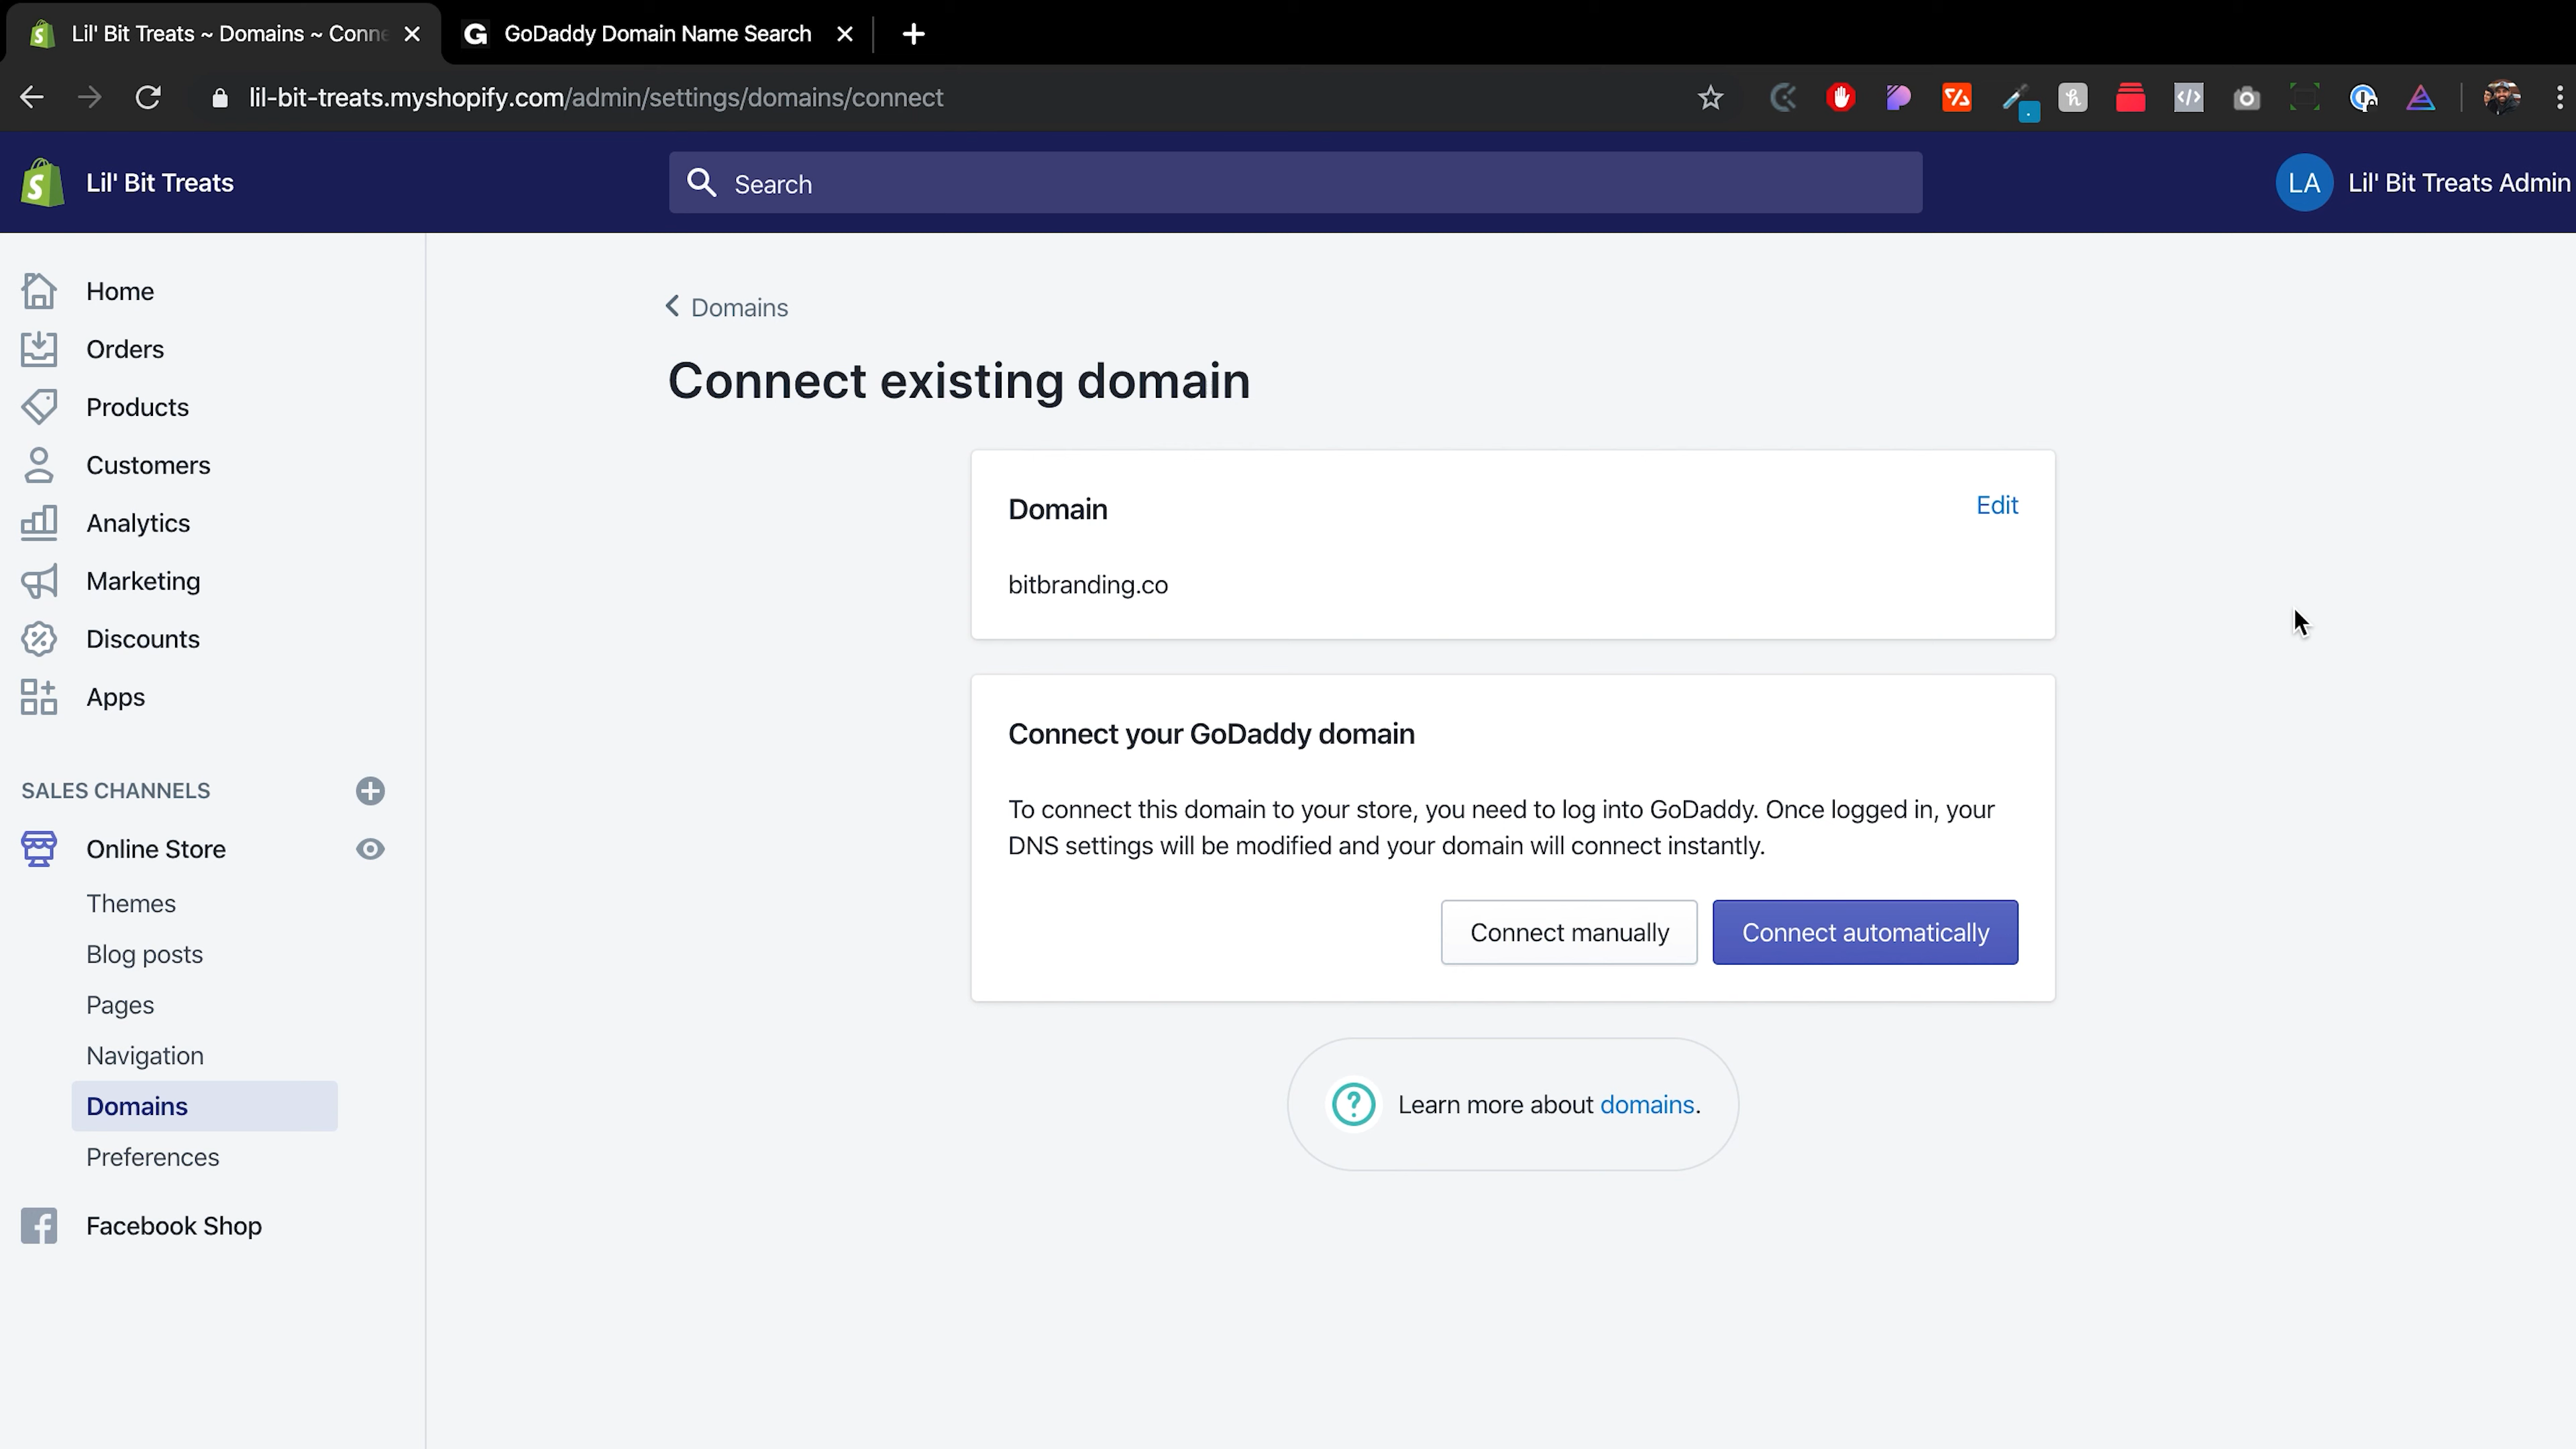 Lil' Bit Treats ~ Domains ~ Conne
GoDaddy Domain Name Search
lil-bit-treats.myshopify.com/admin/settings/domains/connect
Lil' Bit Treats
Search
LA
Lil' Bit Treats Admin
Home
Orders
Products
Customers
Analytics
Marketing
Discounts
Apps
SALES CHANNELS
Online Store
Themes
Blog posts
Pages
Navigation
Domains
Preferences
Facebook Shop
Domains
Connect existing domain
Domain
Edit
bitbranding.co
Connect your GoDaddy domain
To connect this domain to your store, you need to log into GoDaddy. Once logged in, your
DNS settings will be modified and your domain will connect instantly.
Connect manually
Connect automatically
Learn more about domains.